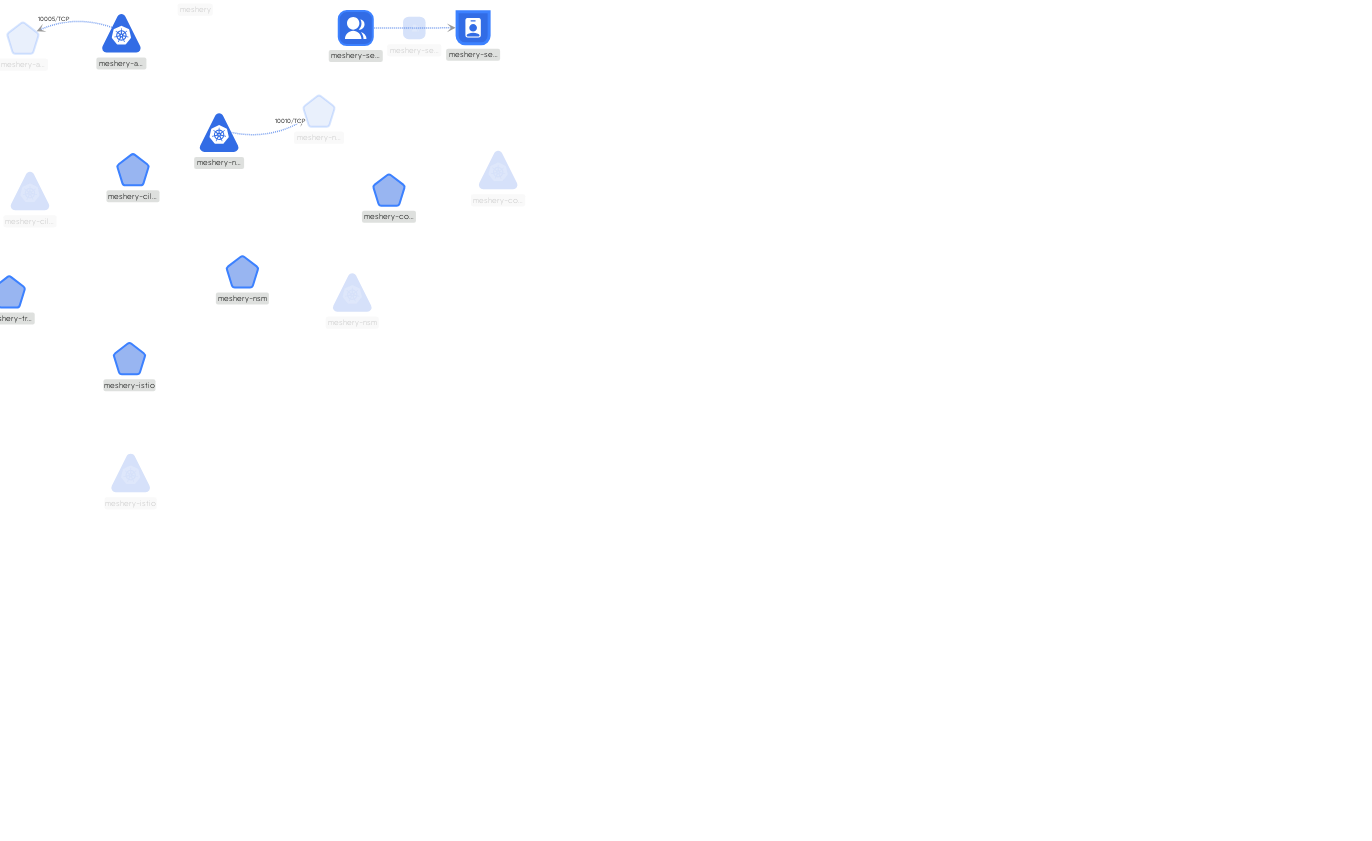 meshery
10005/TCP
meshery-se...
meshery-se...
meshery-se...
meshery-a...
meshery-a...
10010/TCP
meshery-n...
meshery-n...
meshery-cil...
meshery-co...
meshery-co...
meshery-cil...
meshery-nsm
shery-fr...
meshery-nsm
meshery-istio
meshery-istio